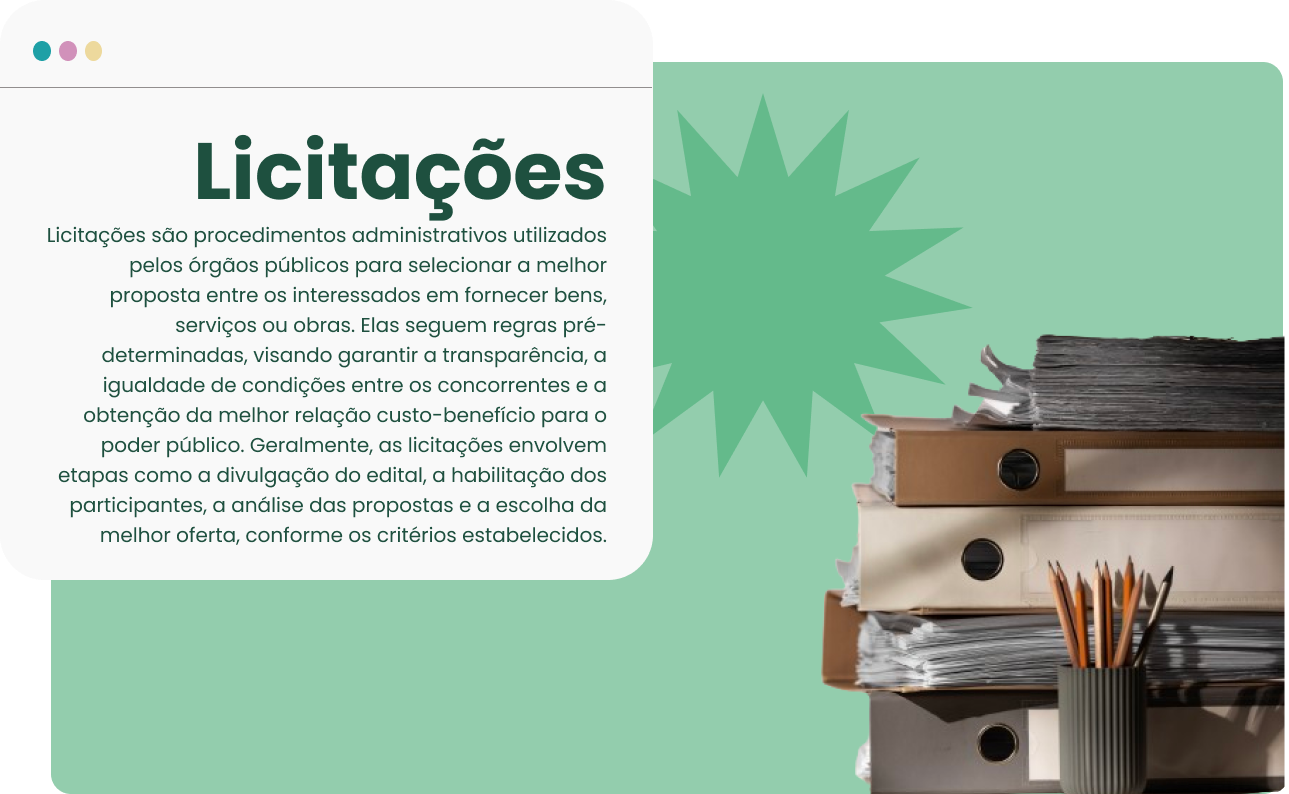 Licitações
Licitações são procedimentos administrativos utilizados
pelos órgãos públicos para selecionar a melhor
proposta entre os interessados em fornecer bens,
serviços ou obras. Elas seguem regras pré-
determinadas, visando garantir a transparência, a
igualdade de condições entre os concorrentes e a
obtenção da melhor relação custo-benefício para o
poder público. Geralmente, as licitações envolvem
etapas como a divulgação do edital, a habilitação dos
participantes, a análise das propostas e a escolha da
melhor oferta, conforme os critérios estabelecidos.